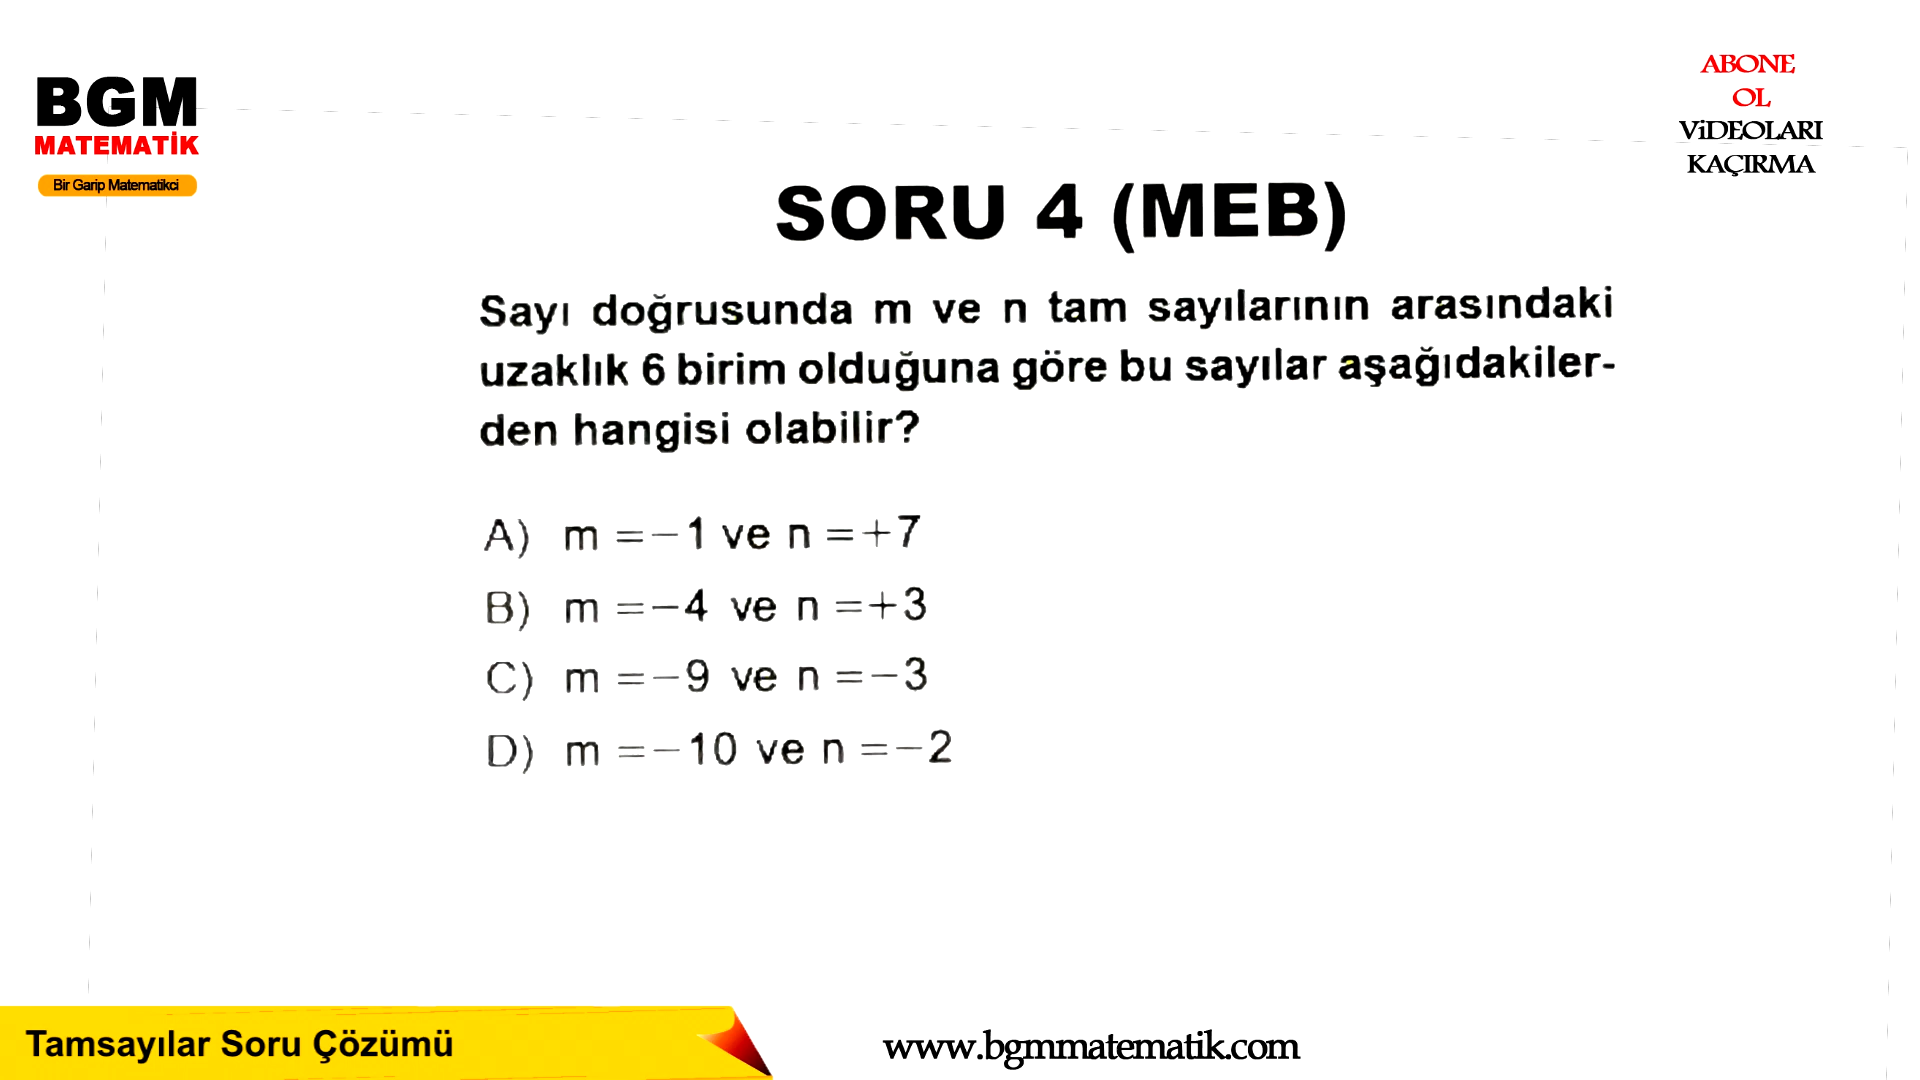 BGM
MATEMATİK
Bir Garip Matematikci
ABONE
OL
ViDEOLARI
KAÇIRMA
SORU 4 (MEB)
Sayı doğrusunda m ve n tam sayılarının arasındaki
uzaklık 6 birim olduğuna göre bu sayılar aşağıdakiler-
den hangisi olabilir?
A) m =−1 ve n =+7
B) m =−4 ve n =+3
C) m =−9 ve n =−3
D) m =−10 ve n =−2
Tamsayılar Soru Çözümü
www.bgmmatematik.com